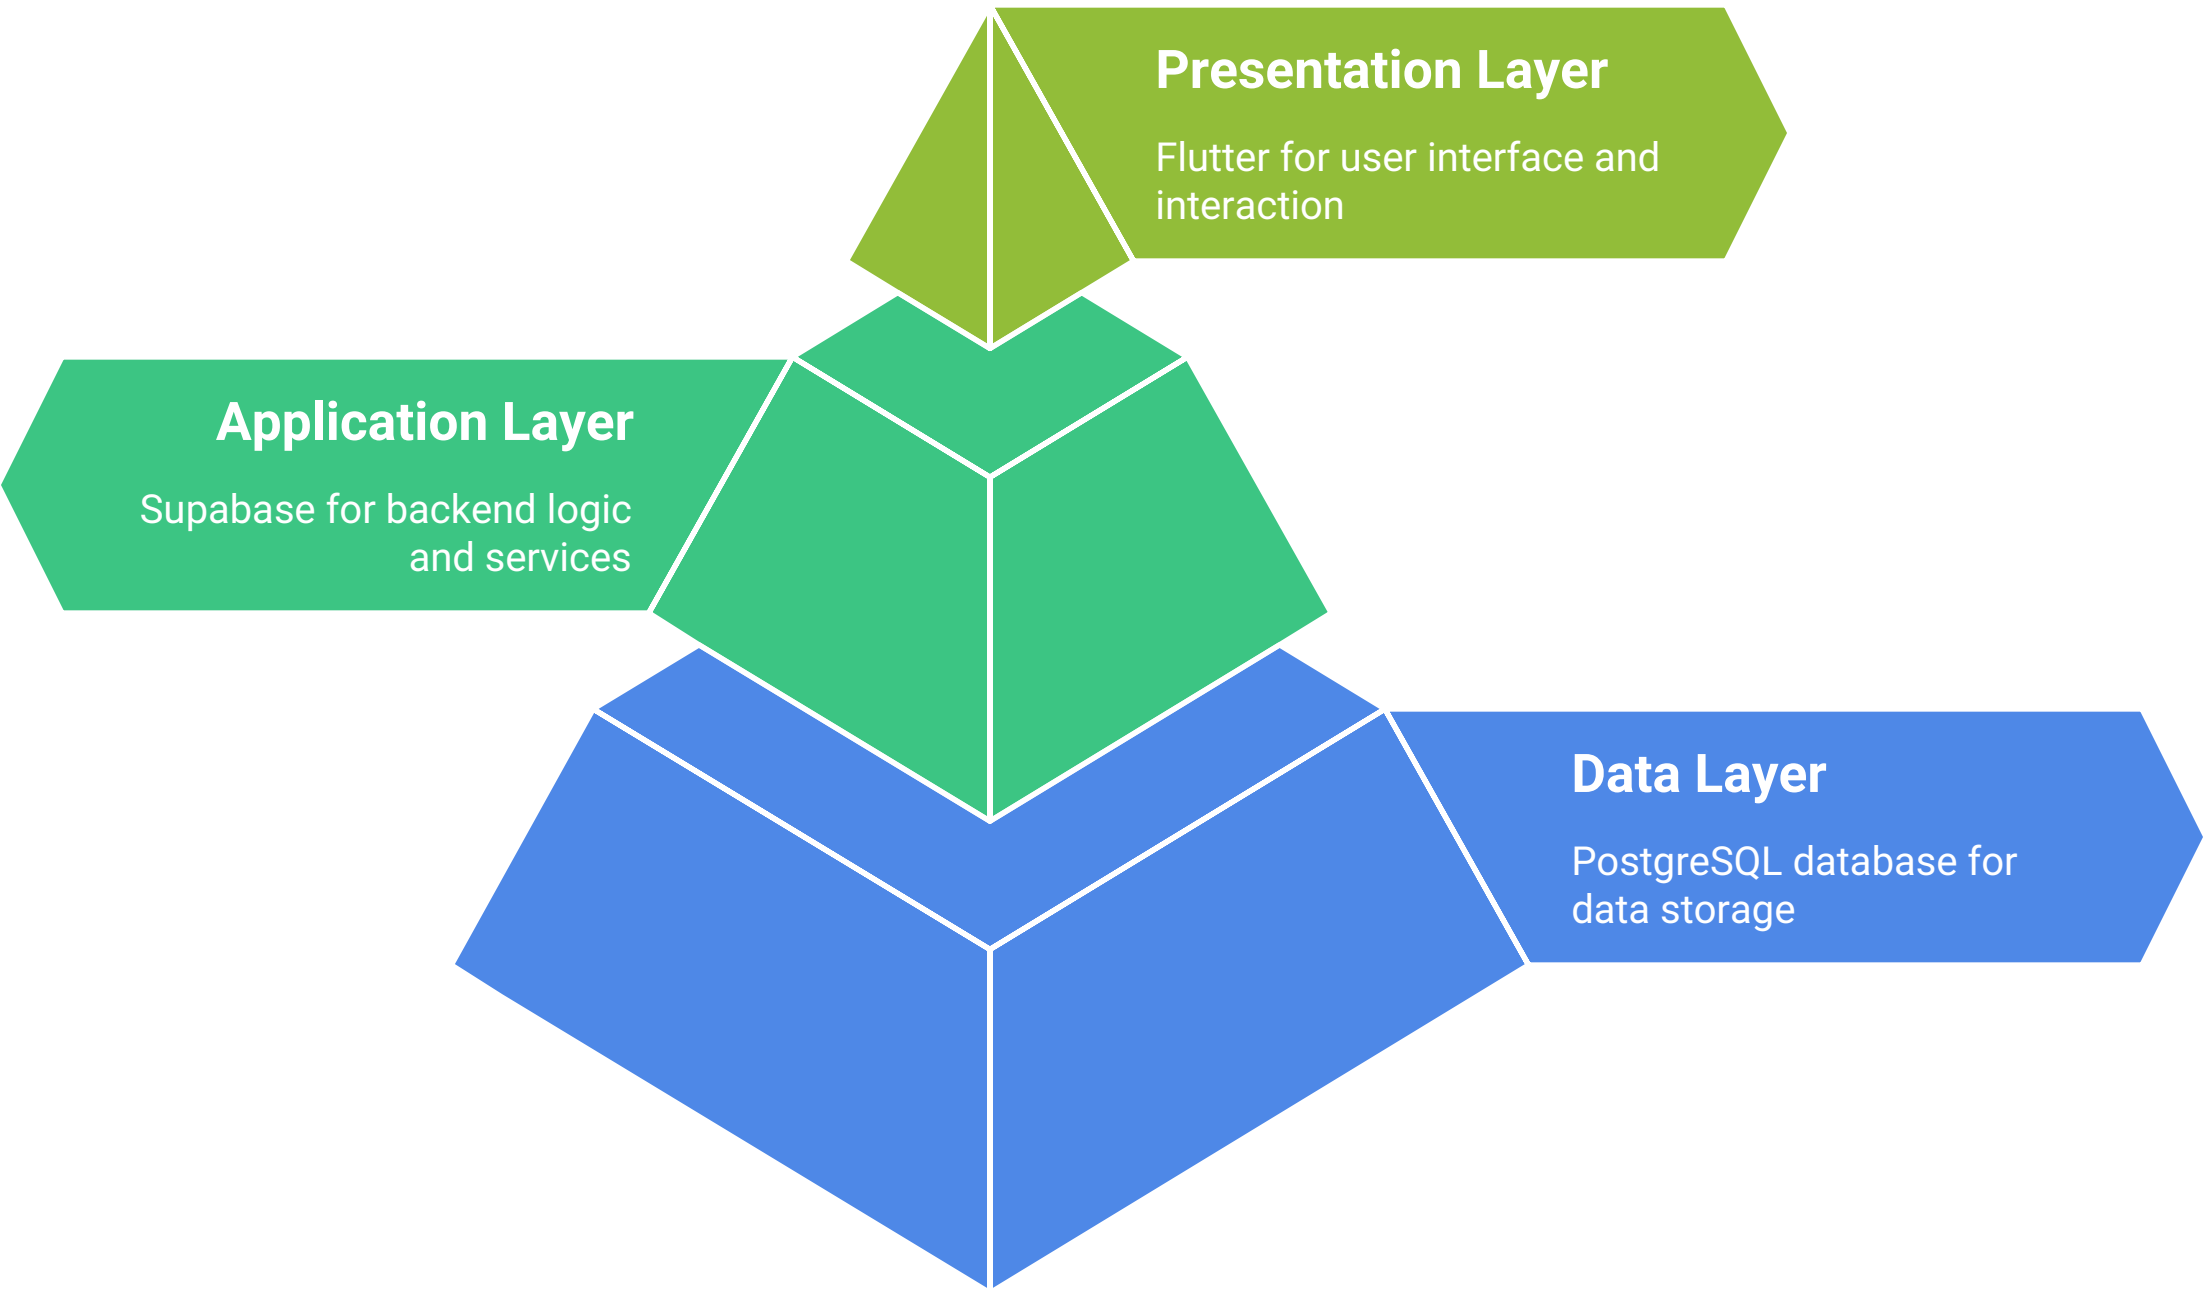 Presentation Layer
Flutter for user interface and
interaction
Application Layer
Supabase for backend logic
and services
Data Layer
PostgreSQL database for
data storage